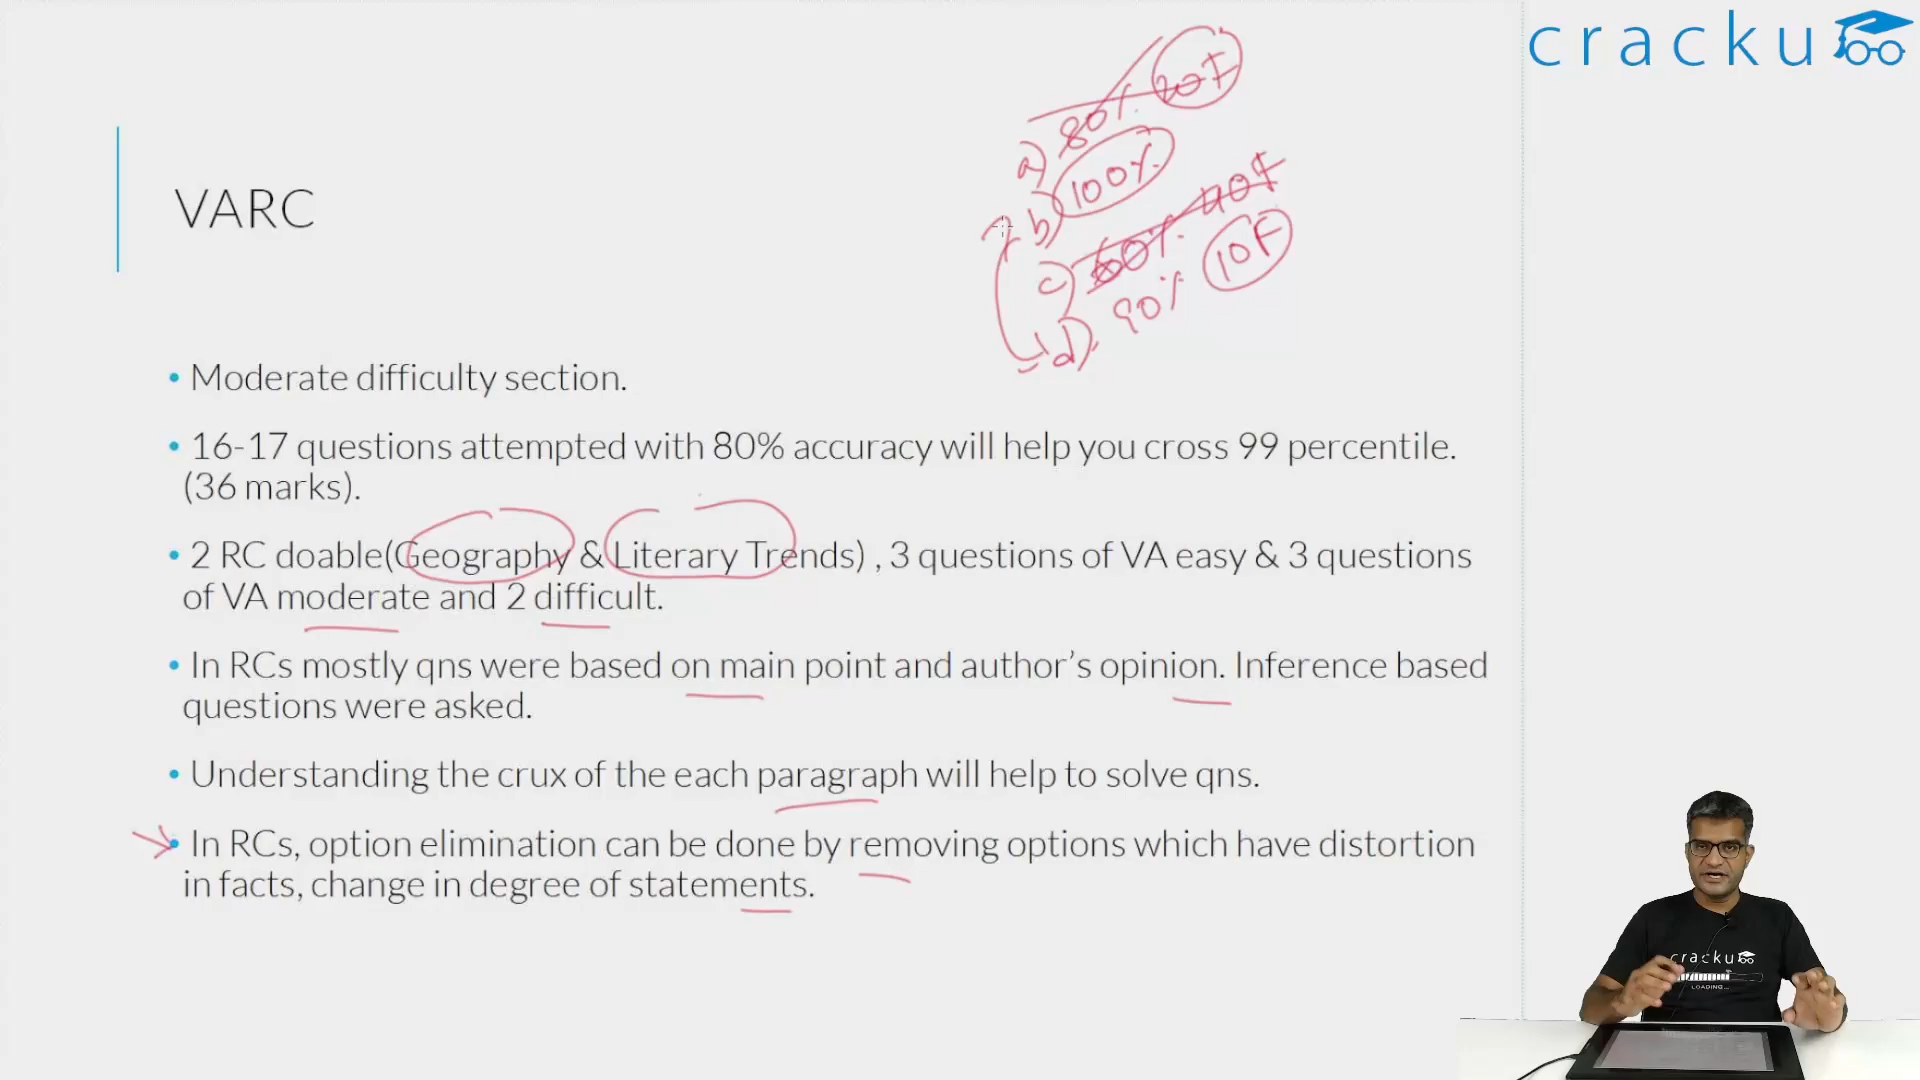 cracku
a) 80% 20F
b) 100%
c) 60% 40F
d) 90% 10F
VARC
• Moderate difficulty section.
• 16-17 questions attempted with 80% accuracy will help you cross 99 percentile.
(36 marks).
• 2 RC doable(Geography & Literary Trends) , 3 questions of VA easy & 3 questions
of VA moderate and 2 difficult.
• In RCs mostly qns were based on main point and author's opinion. Inference based
questions were asked.
• Understanding the crux of the each paragraph will help to solve qns.
• In RCs, option elimination can be done by removing options which have distortion
in facts, change in degree of statements.
cracku
LOADING...